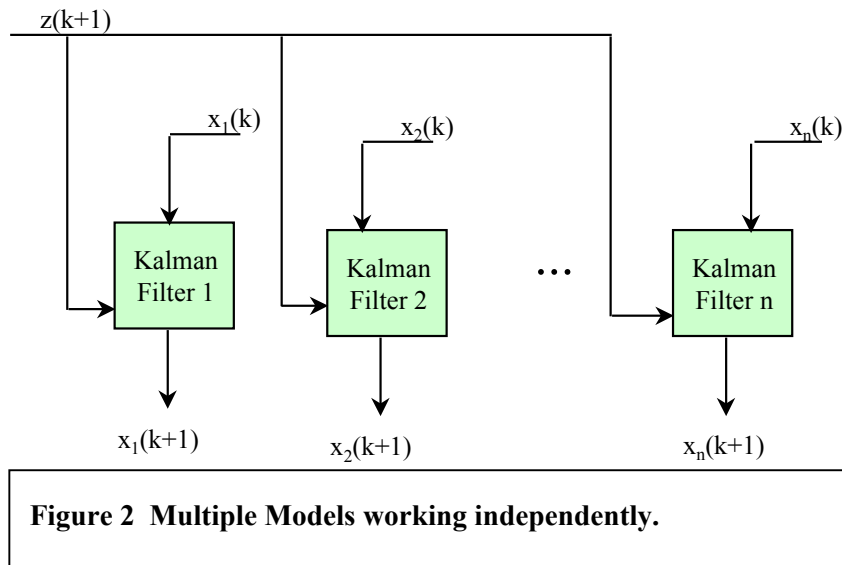 z(k+1)
x₁(k)
x₂(k)
xₙ(k)
Kalman
Filter 1
Kalman
Filter 2
...
Kalman
Filter n
x₁(k+1)
x₂(k+1)
xₙ(k+1)
Figure 2 Multiple Models working independently.